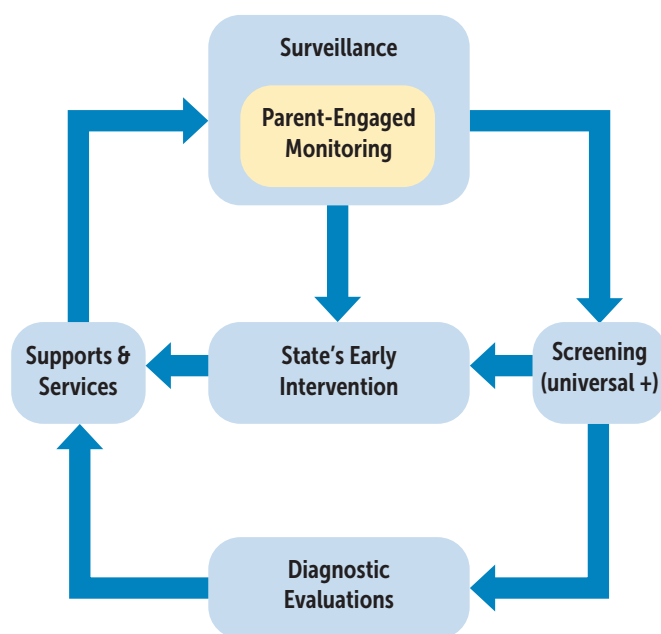 Surveillance
Parent-Engaged
Monitoring
Supports &
Services
State’s Early
Intervention
Screening
(universal +)
Diagnostic
Evaluations